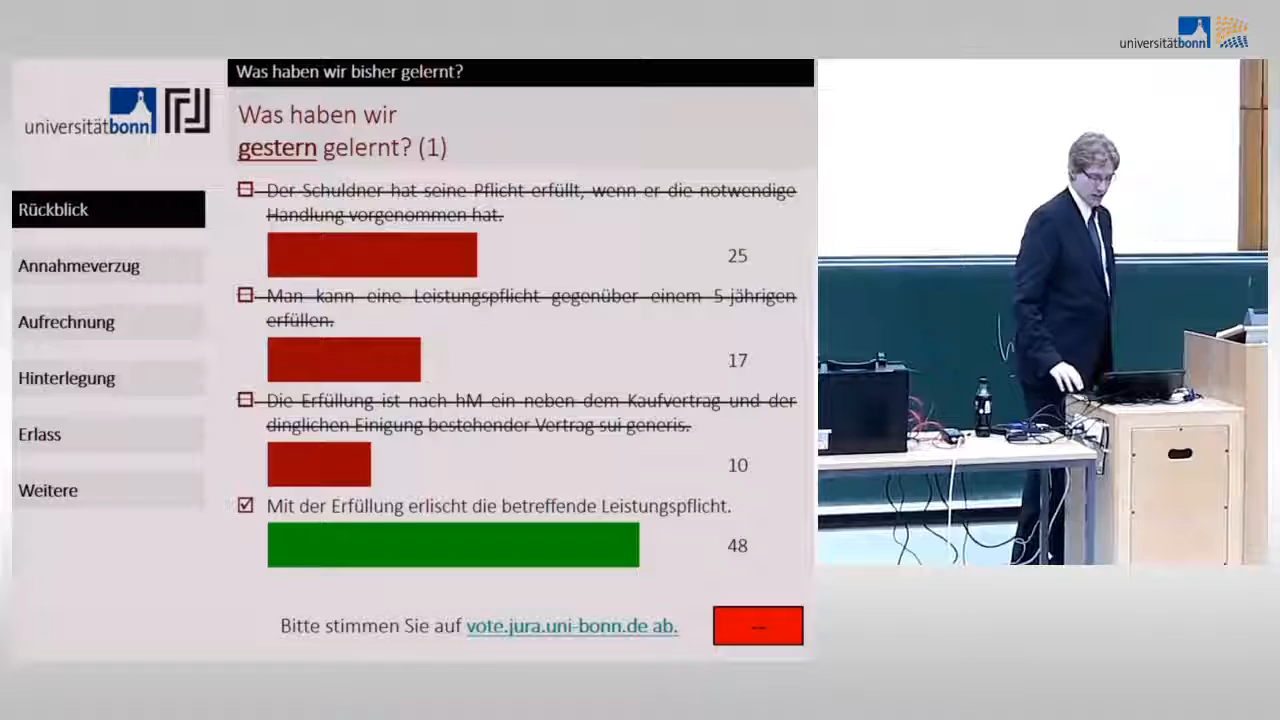 universitätbonn
Was haben wir bisher gelernt?
universitätbonn
Was haben wir
gestern gelernt? (1)
Rückblick
Annahmeverzug
Aufrechnung
Hinterlegung
Erlass
Weitere
Der Schuldner hat seine Pflicht erfüllt, wenn er die notwendige
Handlung vorgenommen hat.
25
Man kann eine Leistungspflicht gegenüber einem 5-jährigen
erfüllen.
17
Die Erfüllung ist nach hM ein neben dem Kaufvertrag und der
dinglichen Einigung bestehender Vertrag sui generis.
10
Mit der Erfüllung erlischt die betreffende Leistungspflicht.
48
Bitte stimmen Sie auf vote.jura.uni-bonn.de ab.